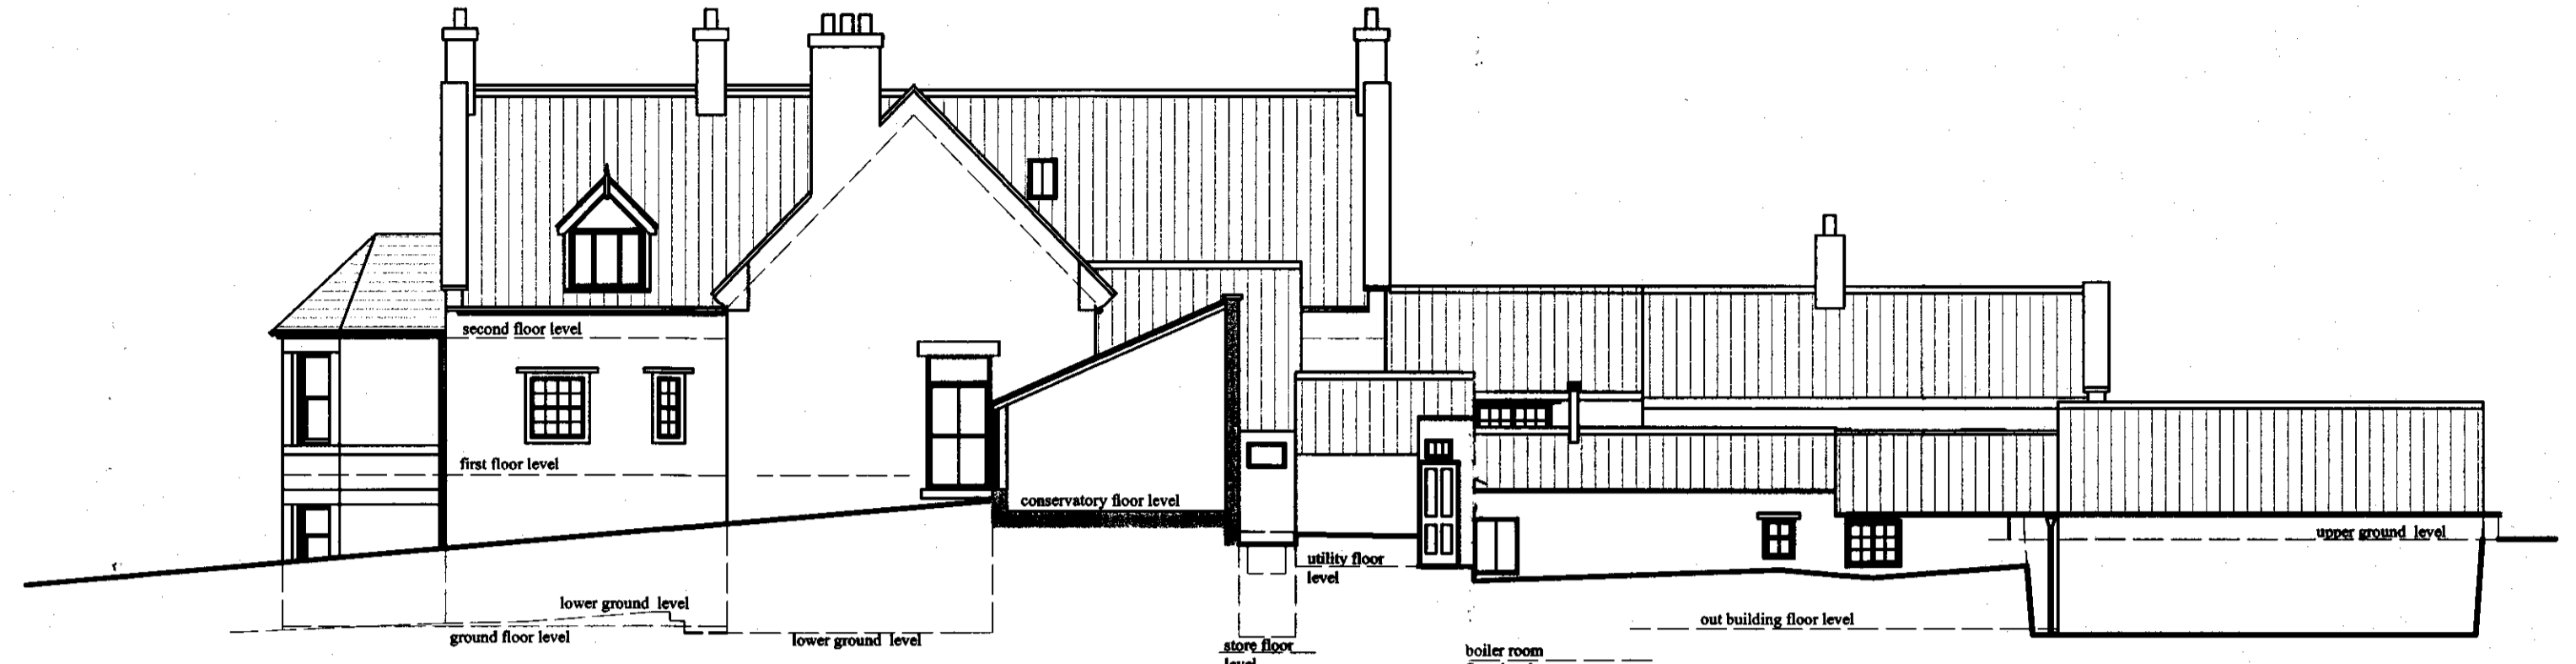 second floor level
first floor level
conservatory floor level
upper ground level
utility floor
level
lower ground level
out building floor level
ground floor level
lower ground level
store floor
level
boiler room